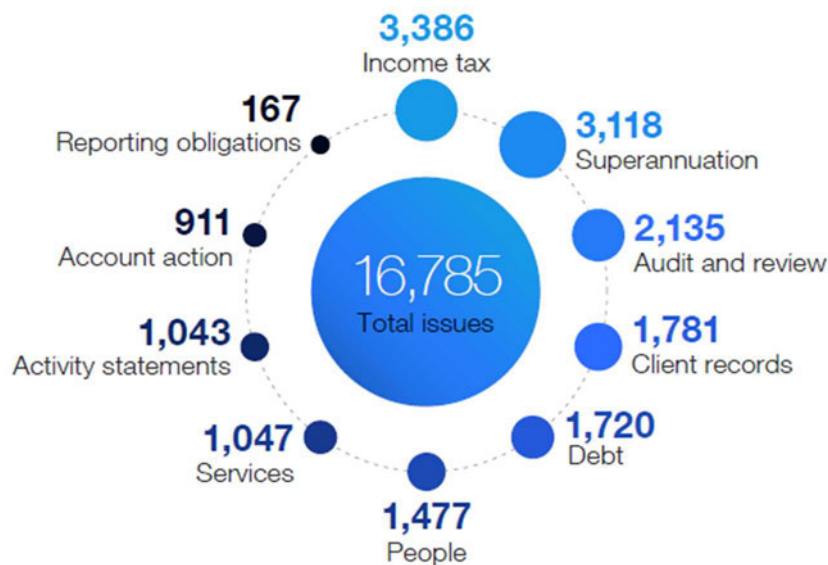 3,386
Income tax
3,118
Superannuation
2,135
Audit and review
1,781
Client records
1,720
Debt
1,477
People
1,047
Services
1,043
Activity statements
911
Account action
167
Reporting obligations
16,785
Total issues